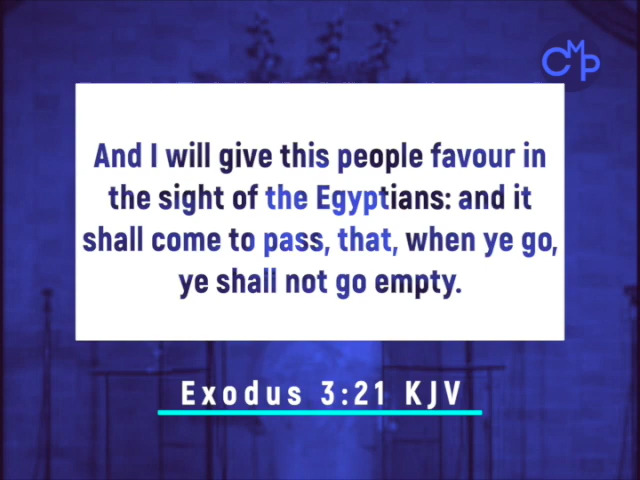 CMP
And I will give this people favour in
the sight of the Egyptians: and it
shall come to pass, that, when ye go,
ye shall not go empty.
Exodus 3:21 KJV